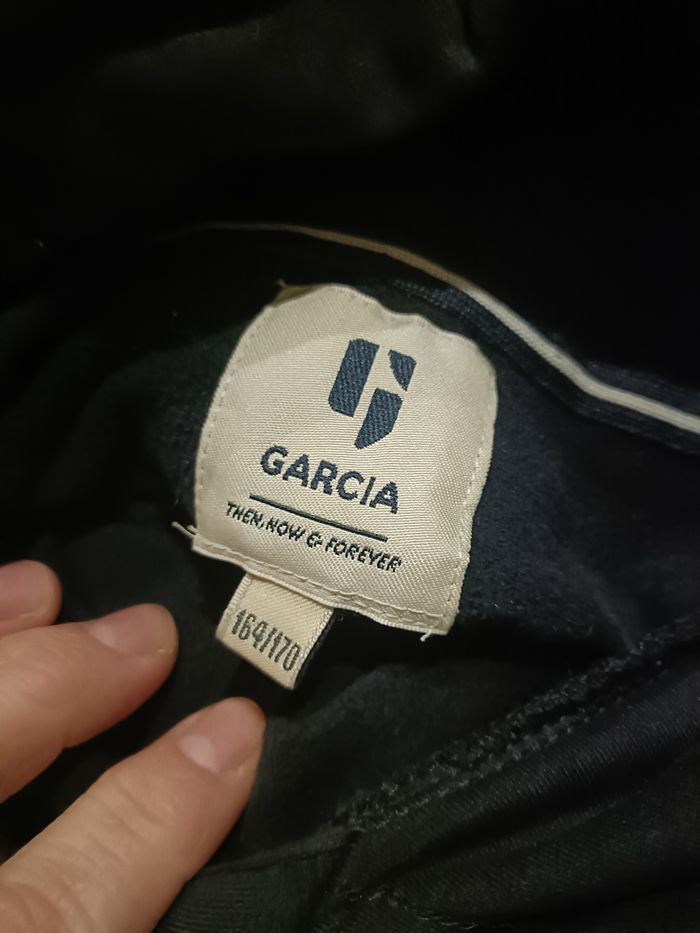 GARCIA
THEN, NOW & FOREVER
164/170